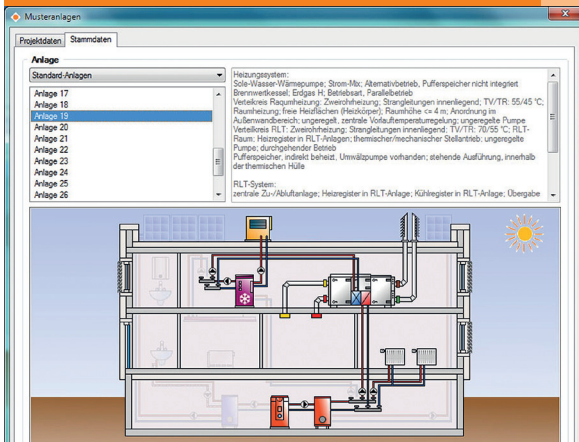 Musteranlagen
Projektdaten
Stammdaten
Anlage
Standard-Anlagen
Anlage 17
Anlage 18
Anlage 19
Anlage 20
Anlage 21
Anlage 22
Anlage 23
Anlage 24
Anlage 25
Anlage 26
Heizungssystem:
Sole-Wasser-Wärmepumpe; Strom-Mix; Alternativbetrieb, Pufferspeicher nicht integriert
Brennwertkessel; Erdgas H; Betriebsart, Parallelbetrieb
Verteilkreis Raumheizung: Zweirohrheizung; Strangleitungen innenliegend; TV/TR: 55/45 °C;
Raumheizung; freie Heizflächen (Heizkörper); Raumhöhe <= 4 m; Anordnung im
Außenwandbereich; ungeregelt, zentrale Vorlauftemperaturregelung; ungeregelte Pumpe
Verteilkreis RLT: Zweirohrheizung; Strangleitungen innenliegend; TV/TR: 70/55 °C; RLT-
Raum; Heizregister in RLT-Anlagen; thermischer/mechanischer Stellantrieb; ungeregelte
Pumpe; durchgehender Betrieb
Pufferspeicher, indirekt beheizt, Umwälzpumpe vorhanden; stehende Ausführung, innerhalb
der thermischen Hülle
RLT-System:
zentrale Zu-/Abluftanlage; Heizregister in RLT-Anlage; Kühlregister in RLT-Anlage; Übergabe